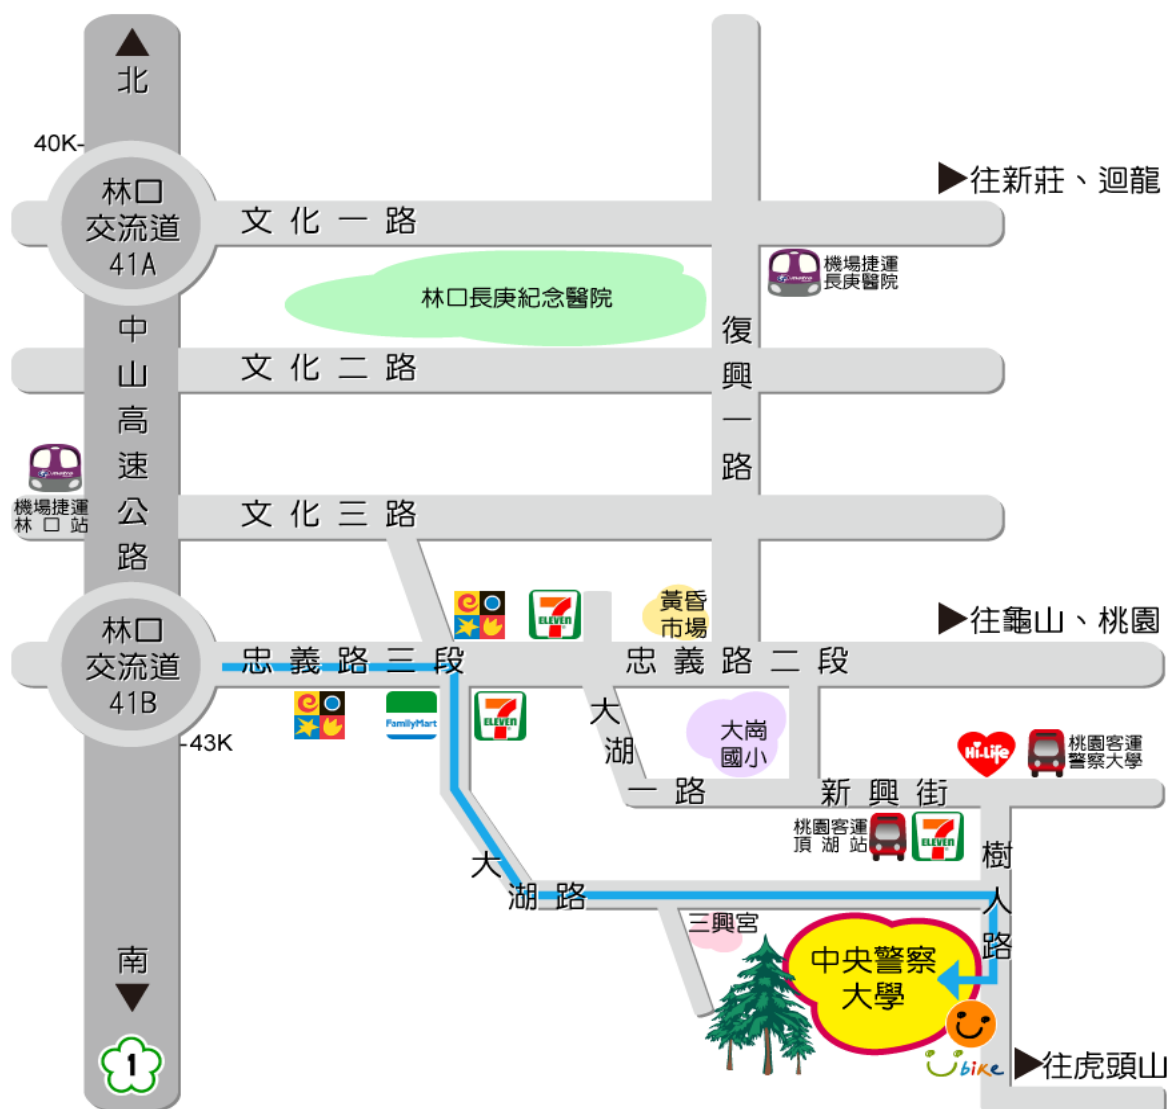 北
40K
林口
交流道
41A
文化一路
往新莊、迴龍
機場捷運
長庚醫院
林口長庚紀念醫院
中山高速公路
復興一路
文化二路
機場捷運
林口站
文化三路
黃昏
市場
7
ELEVEN
往龜山、桃園
林口
交流道
41B
忠義路三段
忠義路二段
FamilyMart
7
ELEVEN
43K
大湖一路
大崗
國小
Hi-Life
桃園客運
警察大學
新興街
桃園客運
頂湖站
7
ELEVEN
樹人路
大湖路
三興宮
中央警察
大學
南
1
Ubike
往虎頭山